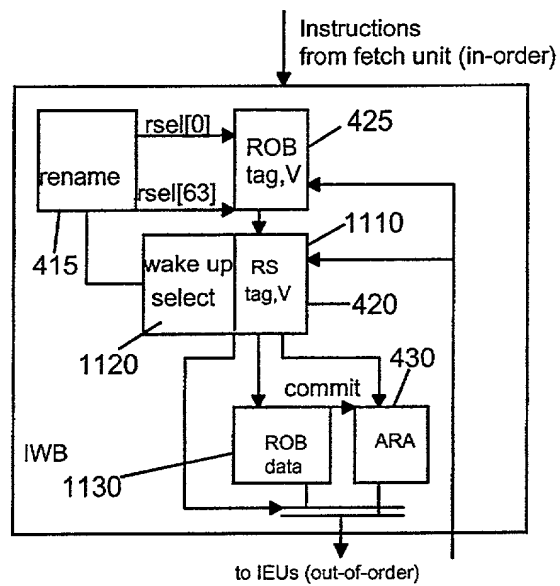 Instructions
from fetch unit (in-order)
rsel[0]
425
ROB
tag,V
rename
rsel[63]
1110
415
wake up
select
RS
tag,V
420
1120
430
commit
IWB
ROB
data
ARA
1130
to IEUs (out-of-order)